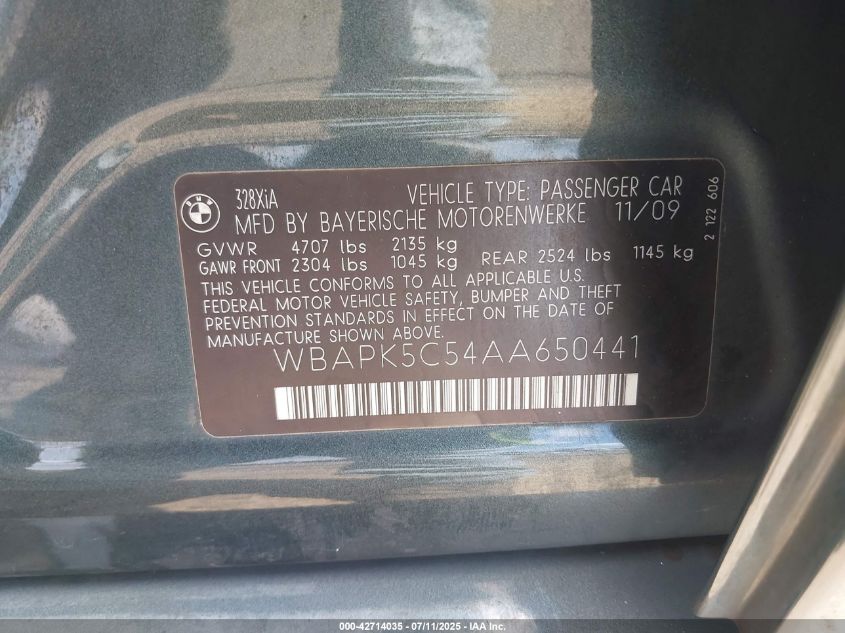 BMW
328XiA VEHICLE TYPE: PASSENGER CAR
MFD BY BAYERISCHE MOTORENWERKE 11/09
GVWR 4707 lbs 2135 kg
GAWR FRONT 2304 lbs 1045 kg REAR 2524 lbs 1145 kg
THIS VEHICLE CONFORMS TO ALL APPLICABLE U.S.
FEDERAL MOTOR VEHICLE SAFETY, BUMPER AND THEFT
PREVENTION STANDARDS IN EFFECT ON THE DATE OF
MANUFACTURE SHOWN ABOVE.
WBAPK5C54AA650441
2 122 606
000-42714035 - 07/11/2025 - IAA Inc.